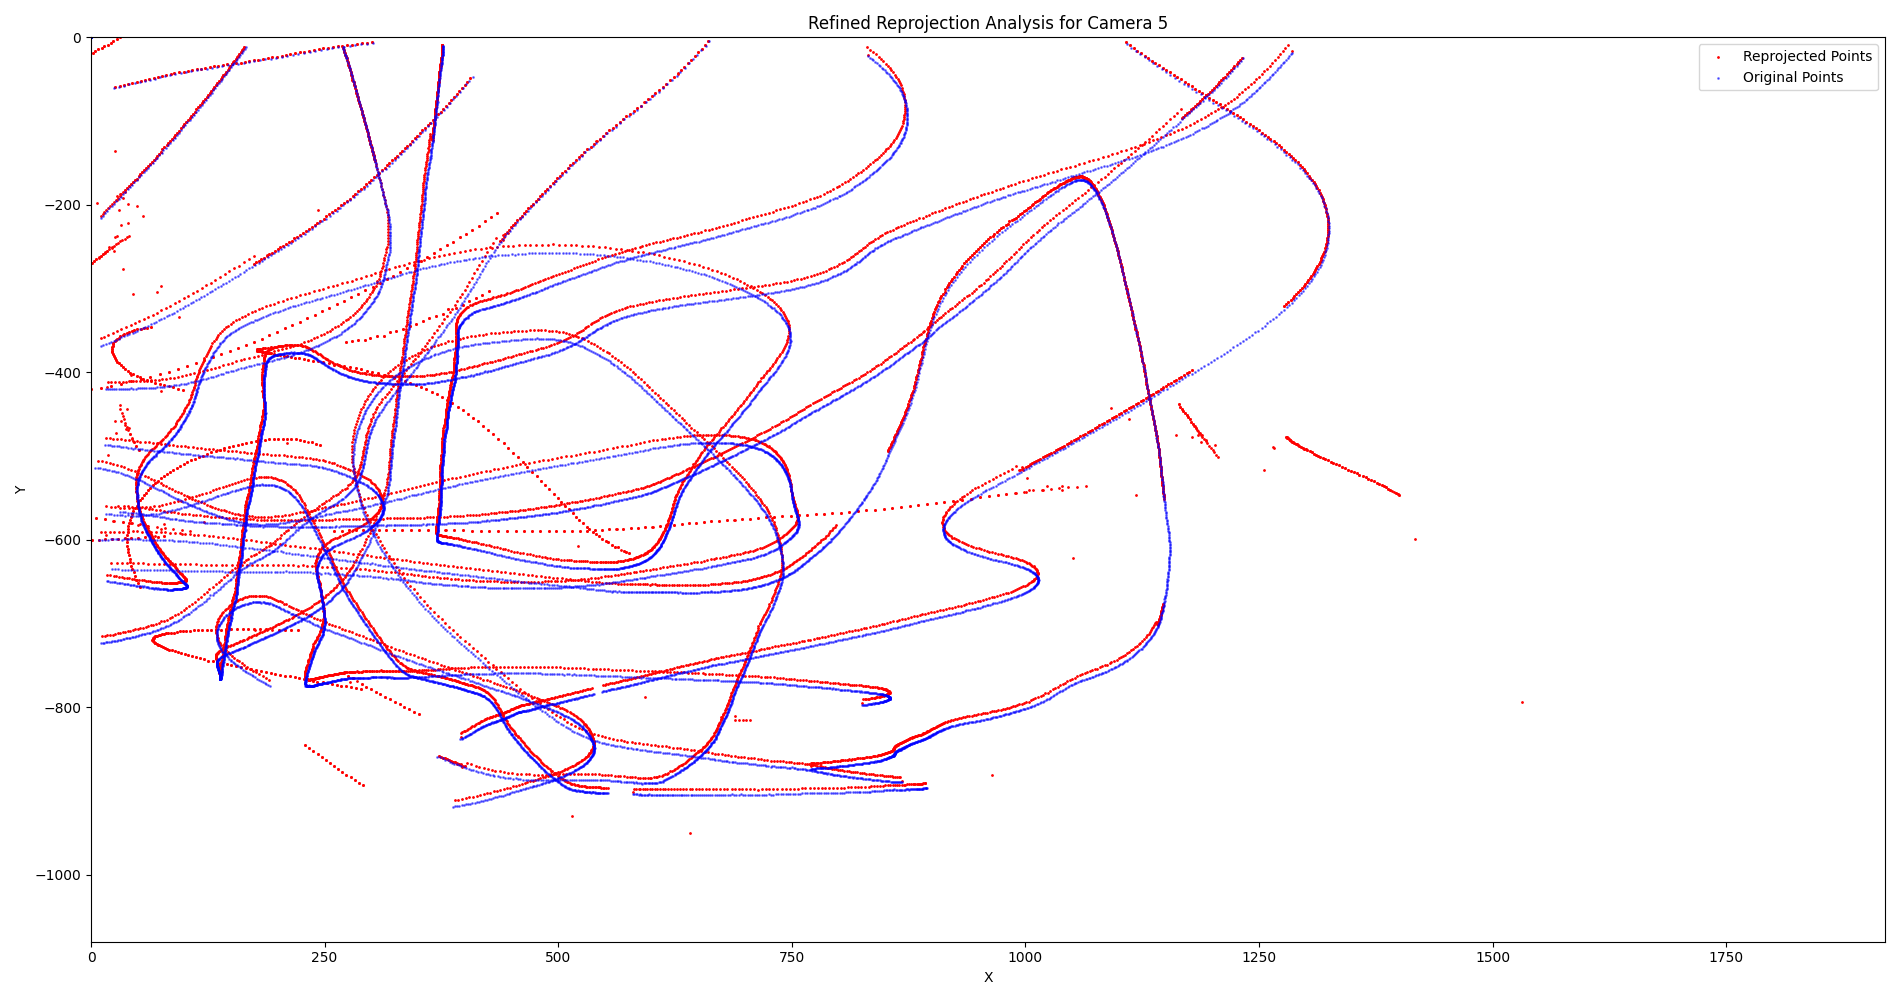 Refined Reprojection Analysis for Camera 5
Reprojected Points
Original Points
0
−200
−400
−600
−800
−1000
Y
0 250 500 750 1000 1250 1500 1750
X